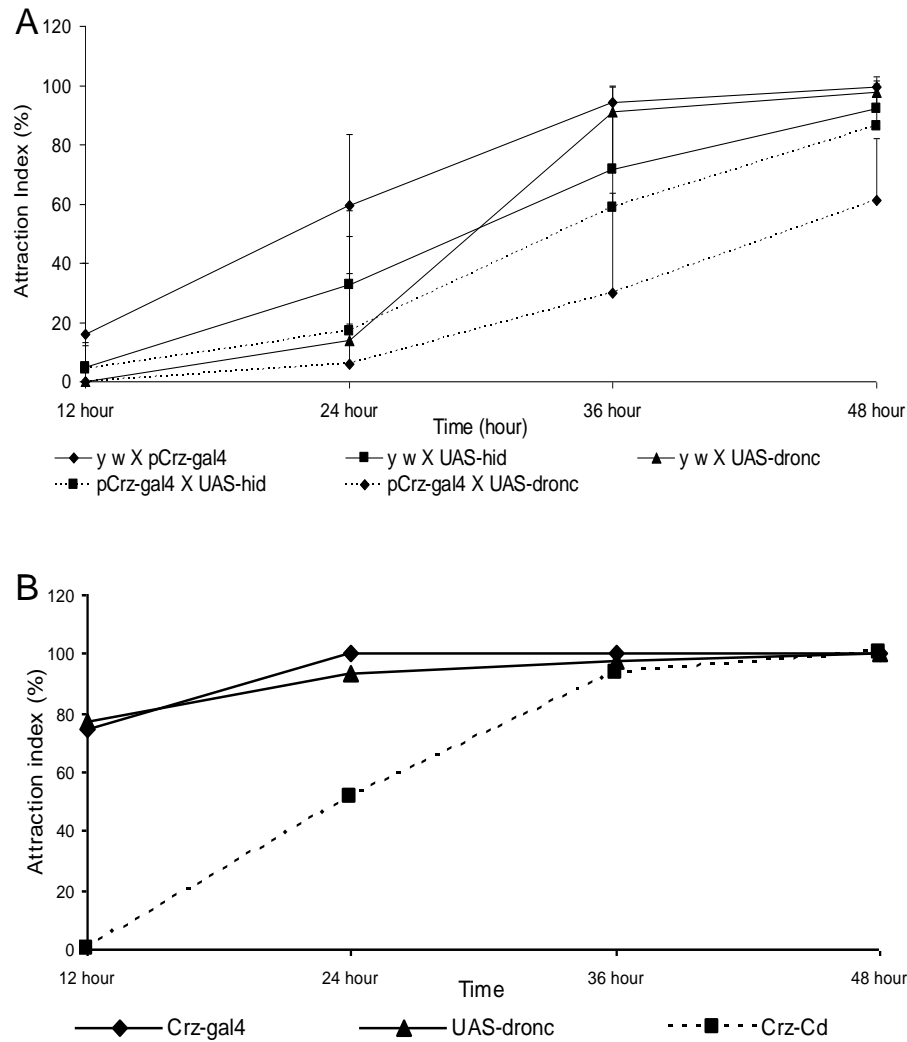 A
120
100
80
60
40
20
0
Attraction Index (%)
12 hour 24 hour 36 hour 48 hour
Time (hour)
y w X pCrz-gal4 y w X UAS-hid y w X UAS-dronc
pCrz-gal4 X UAS-hid pCrz-gal4 X UAS-dronc
B
120
100
80
60
40
20
0
Attraction index (%)
12 hour 24 hour 36 hour 48 hour
Time
Crz-gal4 UAS-dronc Crz-Cd